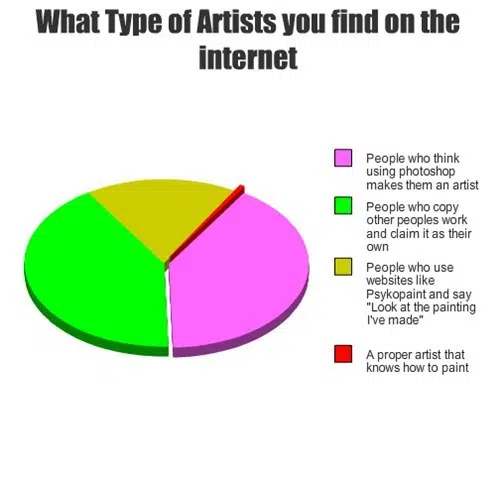 What Type of Artists you find on the
internet
People who think
using photoshop
makes them an artist
People who copy
other peoples work
and claim it as their
own
People who use
websites like
Psykopaint and say
"Look at the painting
I've made"
A proper artist that
knows how to paint